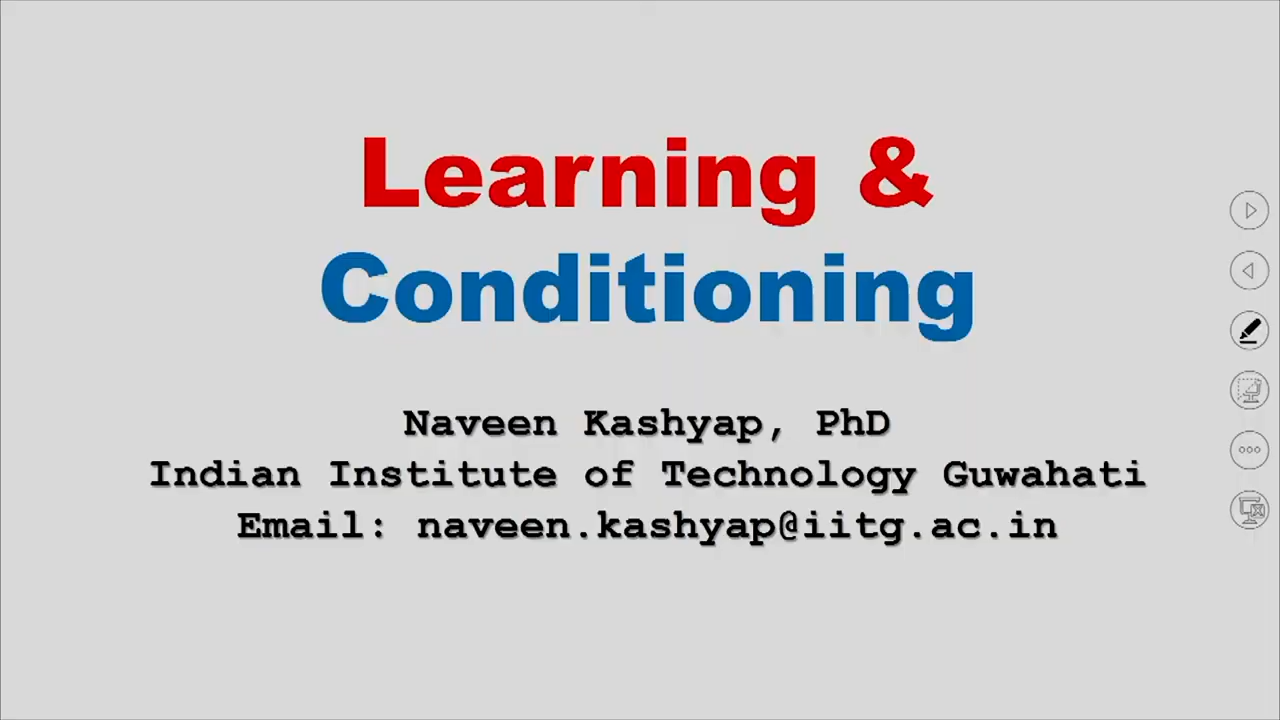 Learning &
Conditioning
Naveen Kashyap, PhD
Indian Institute of Technology Guwahati
Email: naveen.kashyap@iitg.ac.in